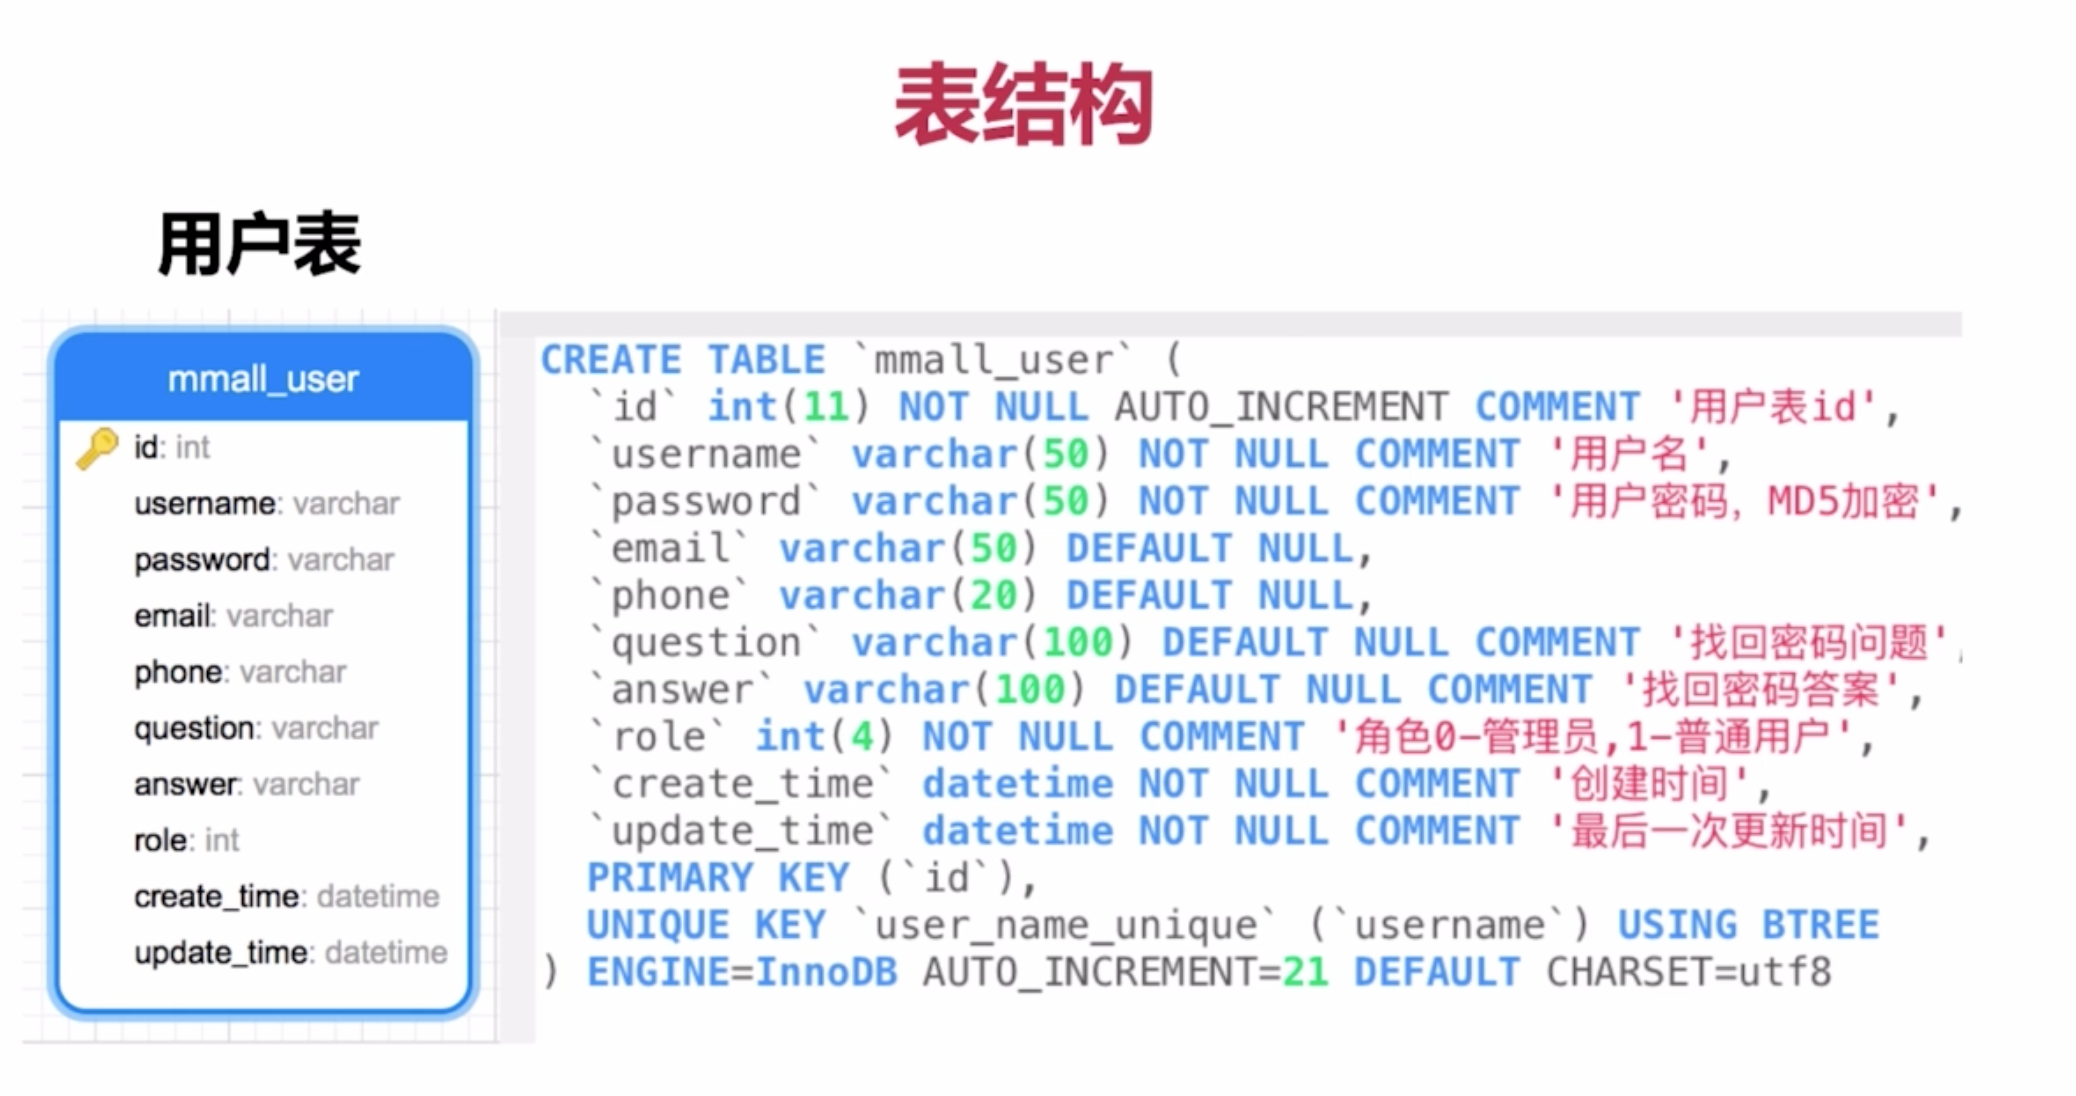 表结构
用户表
mmall_user
id: int
username: varchar
password: varchar
email: varchar
phone: varchar
question: varchar
answer: varchar
role: int
create_time: datetime
update_time: datetime
CREATE TABLE `mmall_user` (
`id` int(11) NOT NULL AUTO_INCREMENT COMMENT '用户表id',
`username` varchar(50) NOT NULL COMMENT '用户名',
`password` varchar(50) NOT NULL COMMENT '用户密码，MD5加密',
`email` varchar(50) DEFAULT NULL,
`phone` varchar(20) DEFAULT NULL,
`question` varchar(100) DEFAULT NULL COMMENT '找回密码问题',
`answer` varchar(100) DEFAULT NULL COMMENT '找回密码答案',
`role` int(4) NOT NULL COMMENT '角色0-管理员,1-普通用户',
`create_time` datetime NOT NULL COMMENT '创建时间',
`update_time` datetime NOT NULL COMMENT '最后一次更新时间',
PRIMARY KEY (`id`),
UNIQUE KEY `user_name_unique` (`username`) USING BTREE
) ENGINE=InnoDB AUTO_INCREMENT=21 DEFAULT CHARSET=utf8